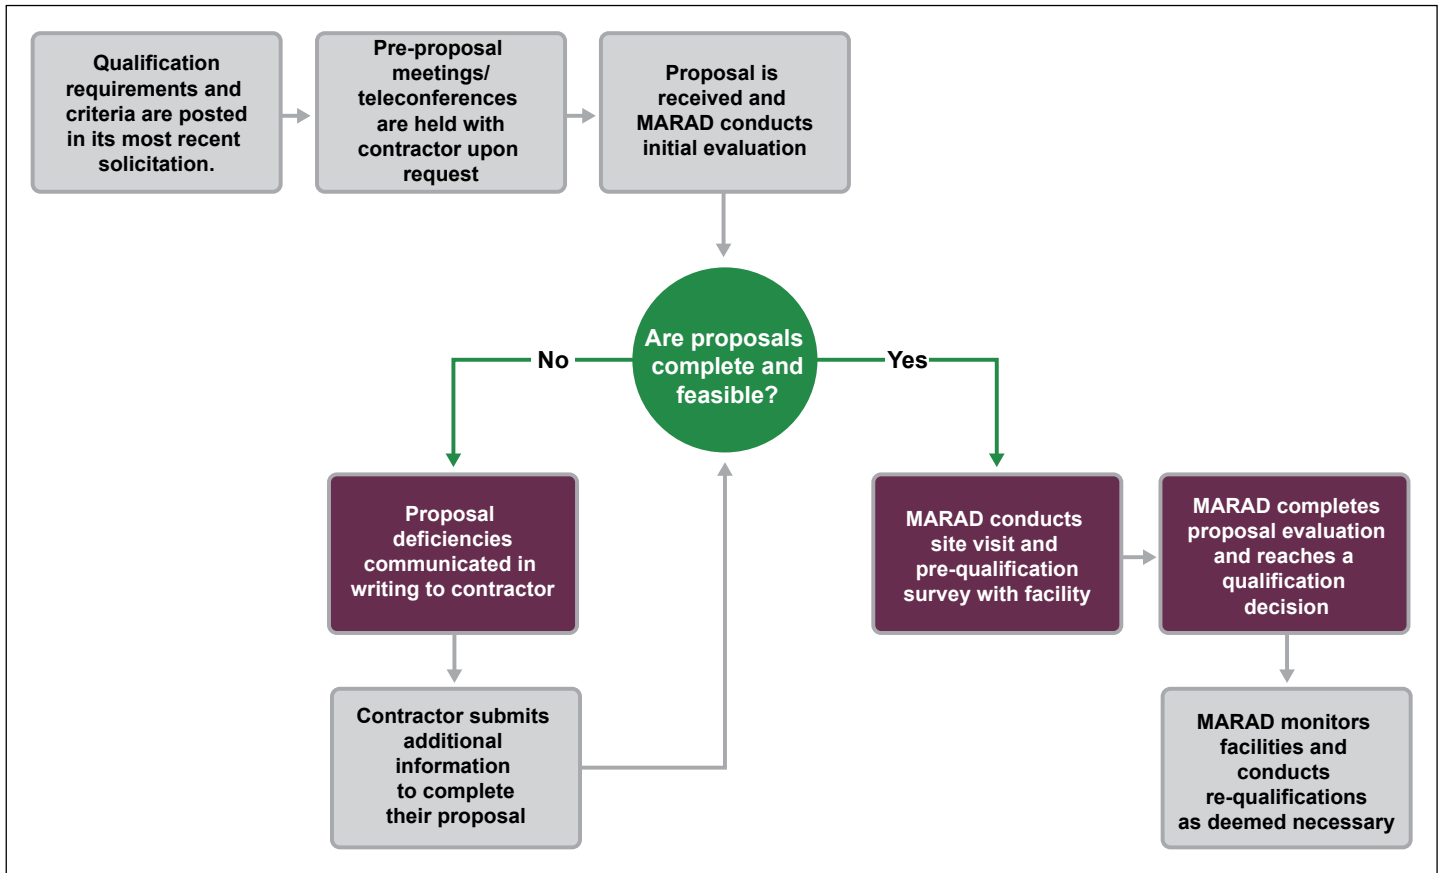 Qualification
requirements and
criteria are posted
in its most recent
solicitation.
Pre-proposal
meetings/
teleconferences
are held with
contractor upon
request
Proposal is
received and
MARAD conducts
initial evaluation
Are proposals
complete and
feasible?
No
Yes
Proposal
deficiencies
communicated in
writing to contractor
MARAD conducts
site visit and
pre-qualification
survey with facility
MARAD completes
proposal evaluation
and reaches a
qualification
decision
Contractor submits
additional
information
to complete
their proposal
MARAD monitors
facilities and
conducts
re-qualifications
as deemed necessary